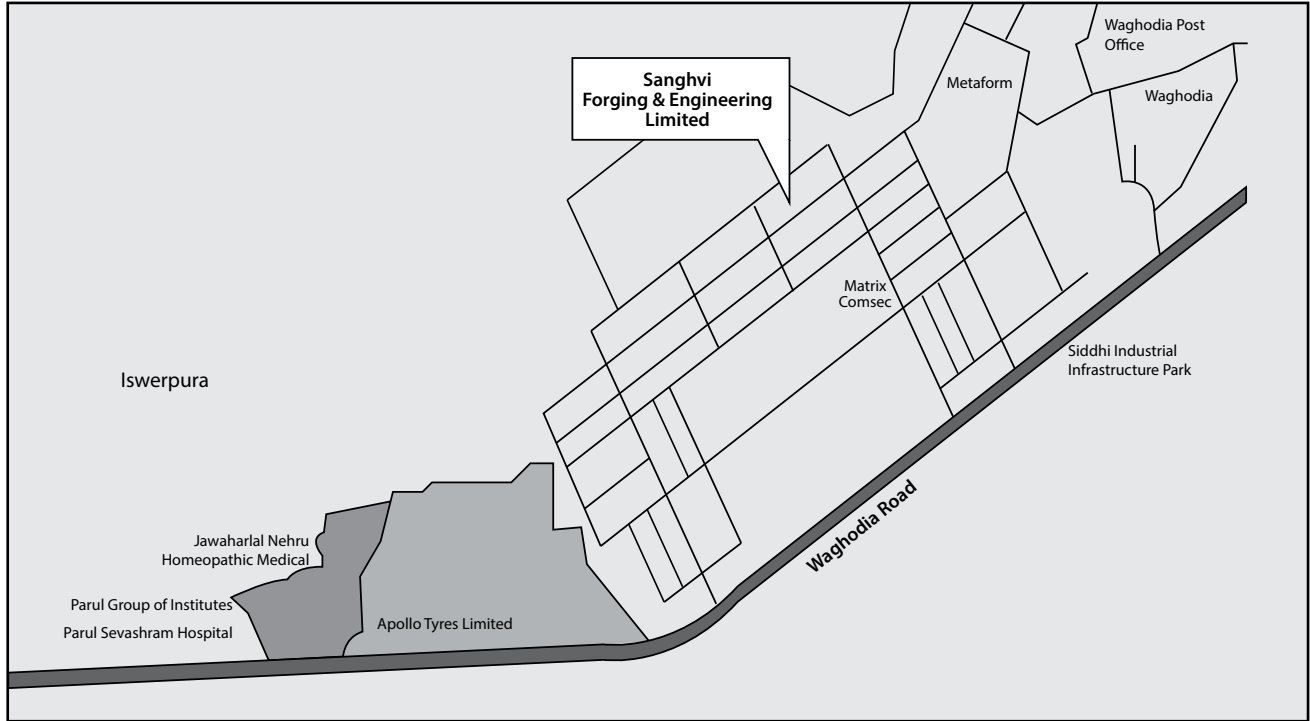 Waghodia Post
Office
Sanghvi
Forging & Engineering
Limited
Metaform
Waghodia
Matrix
Comsec
Siddhi Industrial
Infrastructure Park
Iswerpura
Waghodia Road
Jawaharlal Nehru
Homeopathic Medical
Parul Group of Institutes
Parul Sevashram Hospital
Apollo Tyres Limited